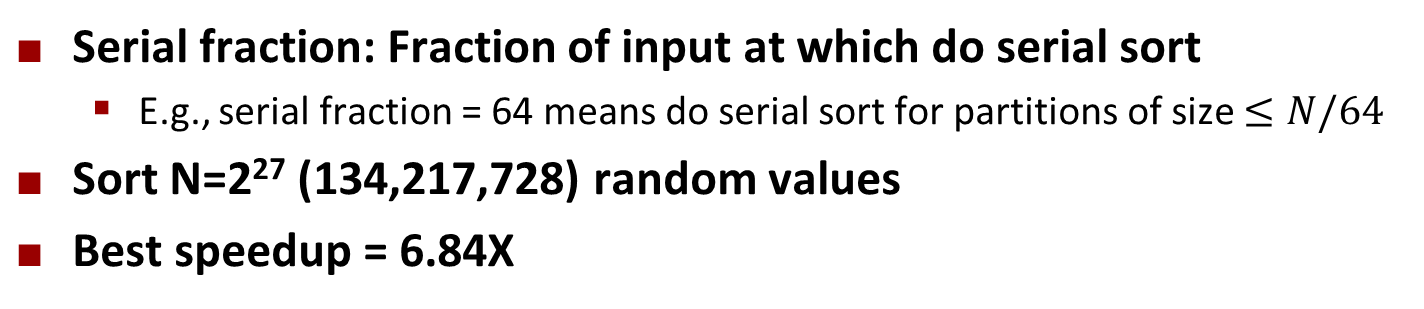 Serial fraction: Fraction of input at which do serial sort
E.g., serial fraction = 64 means do serial sort for partitions of size ≤ N/64
Sort N=2²⁷ (134,217,728) random values
Best speedup = 6.84X